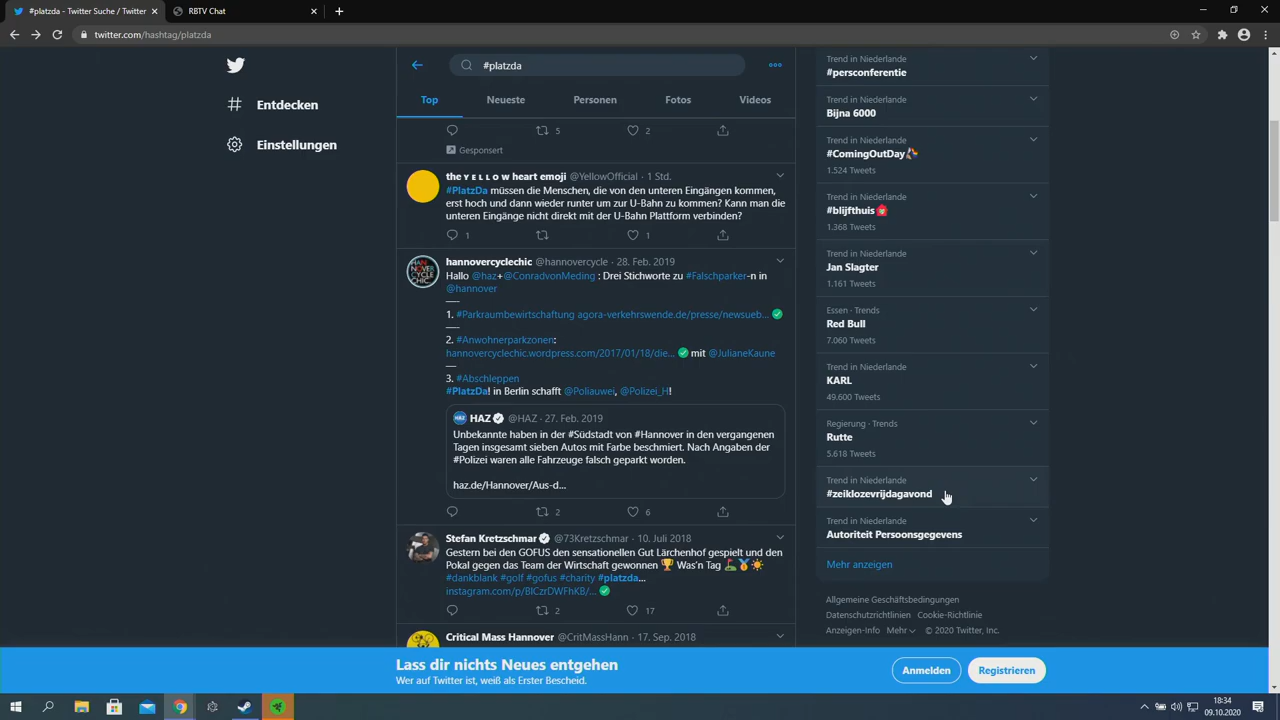 #platzda - Twitter Suche / Twitter
RBTV Chat
twitter.com/hashtag/platzda
Entdecken
Einstellungen
#platzda
Top
Neueste
Personen
Fotos
Videos
5
2
Gesponsert
the Y E L L O W heart emoji @YellowOfficial · 1 Std.
#PlatzDa müssen die Menschen, die von den unteren Eingängen kommen,
erst hoch und dann wieder runter um zur U-Bahn zu kommen? Kann man die
unteren Eingänge nicht direkt mit der U-Bahn Plattform verbinden?
1
1
hannovercyclechic @hannovercycle · 28. Feb. 2019
Hallo @haz+@ConradvonMeding : Drei Stichworte zu #Falschparker-n in
@hannover
—-
1. #Parkraumbewirtschaftung agora-verkehrswende.de/presse/newsueb...
—-
2. #Anwohnerparkzonen:
hannovercyclechic.wordpress.com/2017/01/18/die... mit @JulianeKaune
—
3. #Abschleppen
#PlatzDa! in Berlin schafft @Poliauwei, @Polizei_H!
HAZ @HAZ · 27. Feb. 2019
Unbekannte haben in der #Südstadt von #Hannover in den vergangenen
Tagen insgesamt sieben Autos mit Farbe beschmiert. Nach Angaben der
#Polizei waren alle Fahrzeuge falsch geparkt worden.
haz.de/Hannover/Aus-d...
2
6
Stefan Kretzschmar @73Kretzschmar · 10. Juli 2018
Gestern bei den GOFUS den sensationellen Gut Lärchenhof gespielt und den
Pokal gegen das Team der Wirtschaft gewonnen 🏆 Was'n Tag ⛳🥇☀️
#dankblank #golf #gofus #charity #platzda...
instagram.com/p/BlCzrDWFhKB/...
2
17
Critical Mass Hannover @CritMassHann · 17. Sep. 2018
Trend in Niederlande
#persconferentie
Trend in Niederlande
Bijna 6000
Trend in Niederlande
#ComingOutDay
1.524 Tweets
Trend in Niederlande
#blijfthuis
1.368 Tweets
Trend in Niederlande
Jan Slagter
1.161 Tweets
Essen · Trends
Red Bull
7.060 Tweets
Trend in Niederlande
KARL
49.600 Tweets
Regierung · Trends
Rutte
5.618 Tweets
Trend in Niederlande
#zeiklozevrijdagavond
Trend in Niederlande
Autoriteit Persoonsgegevens
Mehr anzeigen
Allgemeine Geschäftsbedingungen
Datenschutzrichtlinien Cookie-Richtlinie
Anzeigen-Info Mehr © 2020 Twitter, Inc.
Lass dir nichts Neues entgehen
Wer auf Twitter ist, weiß als Erster Bescheid.
Anmelden
Registrieren
18:34
09.10.2020